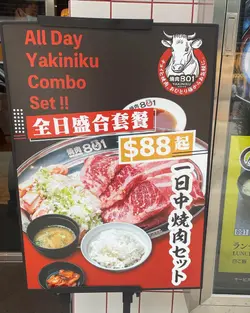 All Day
Yakiniku
Combo
Set !!
焼肉801
YAKINIKU
焼肉801
全日盛合套餐
$88起
一日中焼肉セット